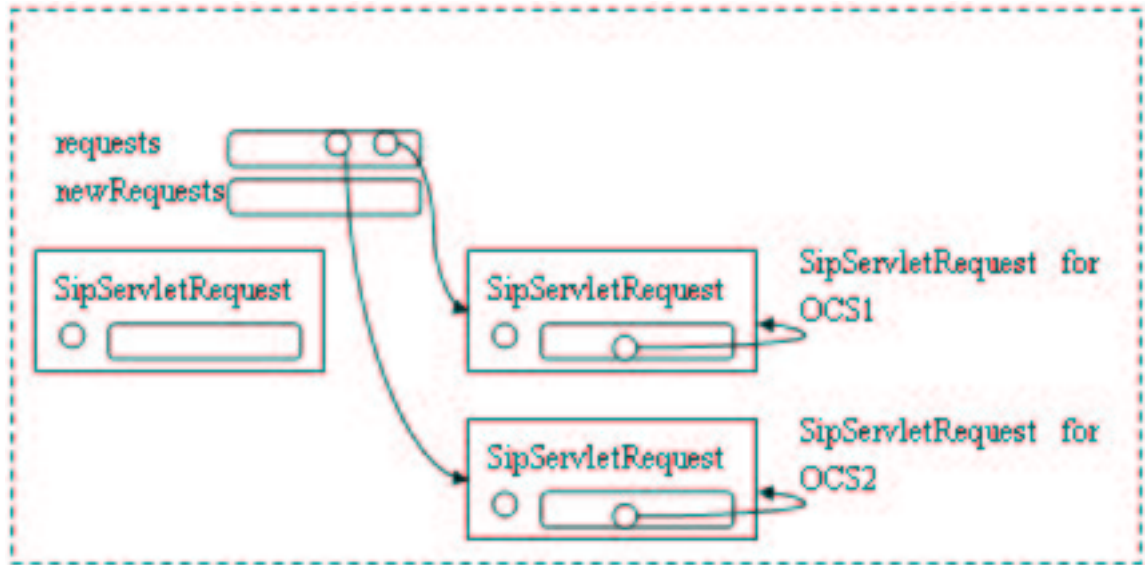 requests
newRequests
SipServletRequest
SipServletRequest
SipServletRequest for
OCS1
SipServletRequest
SipServletRequest for
OCS2